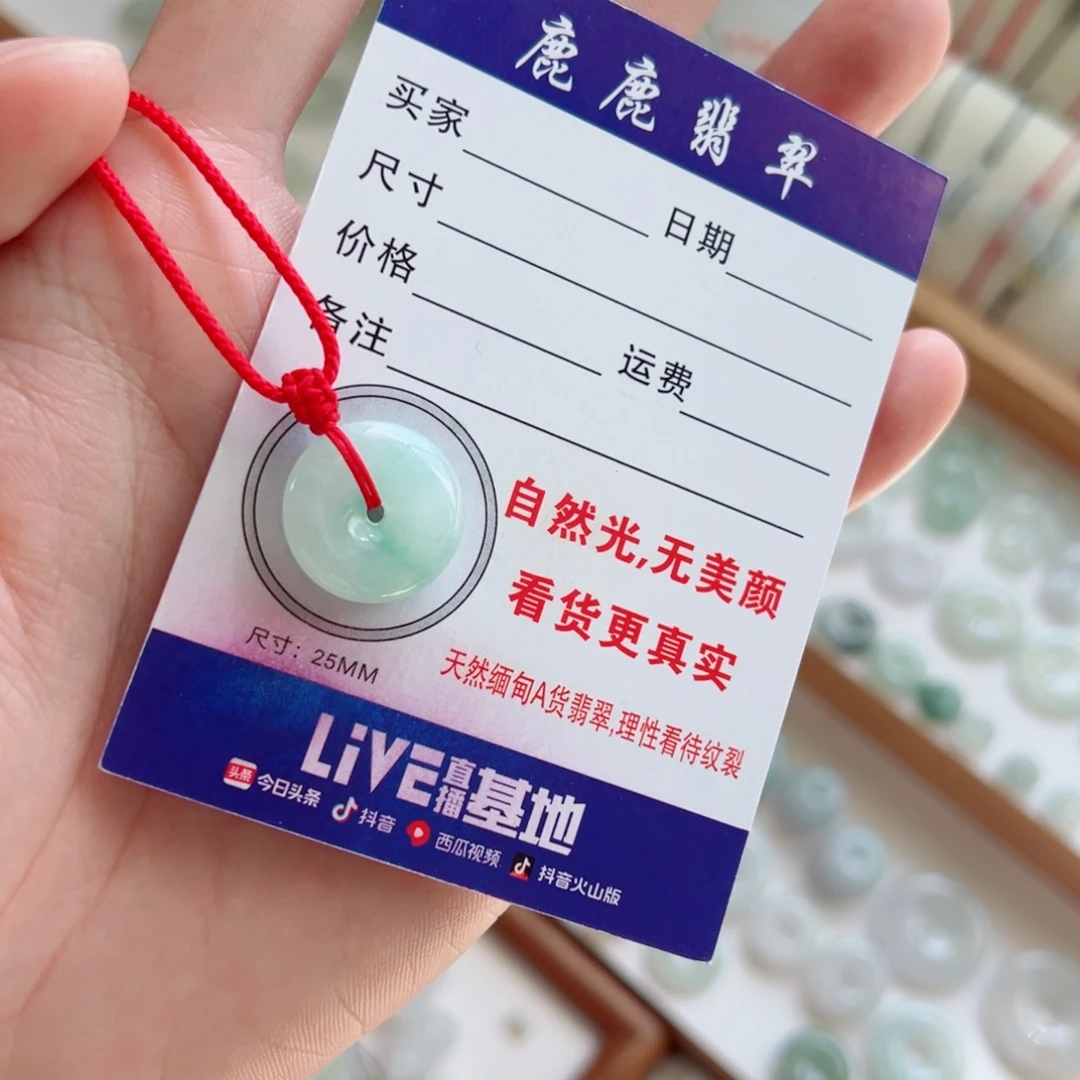 鹿鹿翡翠
买家 日期
尺寸
价格 运费
备注
自然光,无美颜
看货更真实
尺寸：25MM
天然缅甸A货翡翠,理性看待纹裂
LiVE直播基地
头条 今日头条 抖音 西瓜视频 抖音火山版